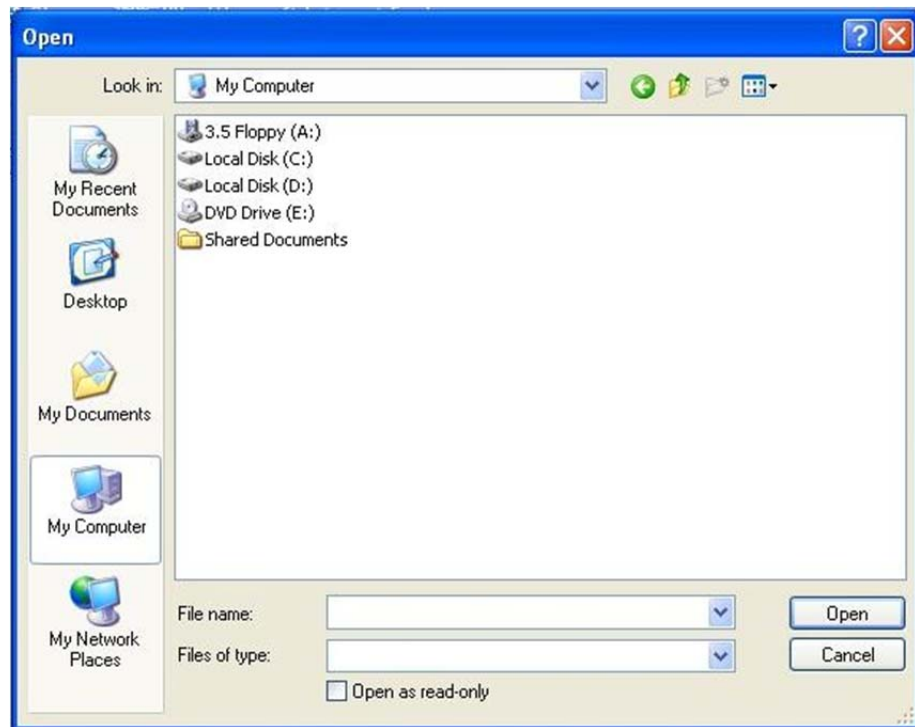 Open
Look in:
My Computer
3.5 Floppy (A:)
Local Disk (C:)
Local Disk (D:)
DVD Drive (E:)
Shared Documents
My Recent
Documents
Desktop
My Documents
My Computer
My Network
Places
File name:
Open
Files of type:
Cancel
Open as read-only